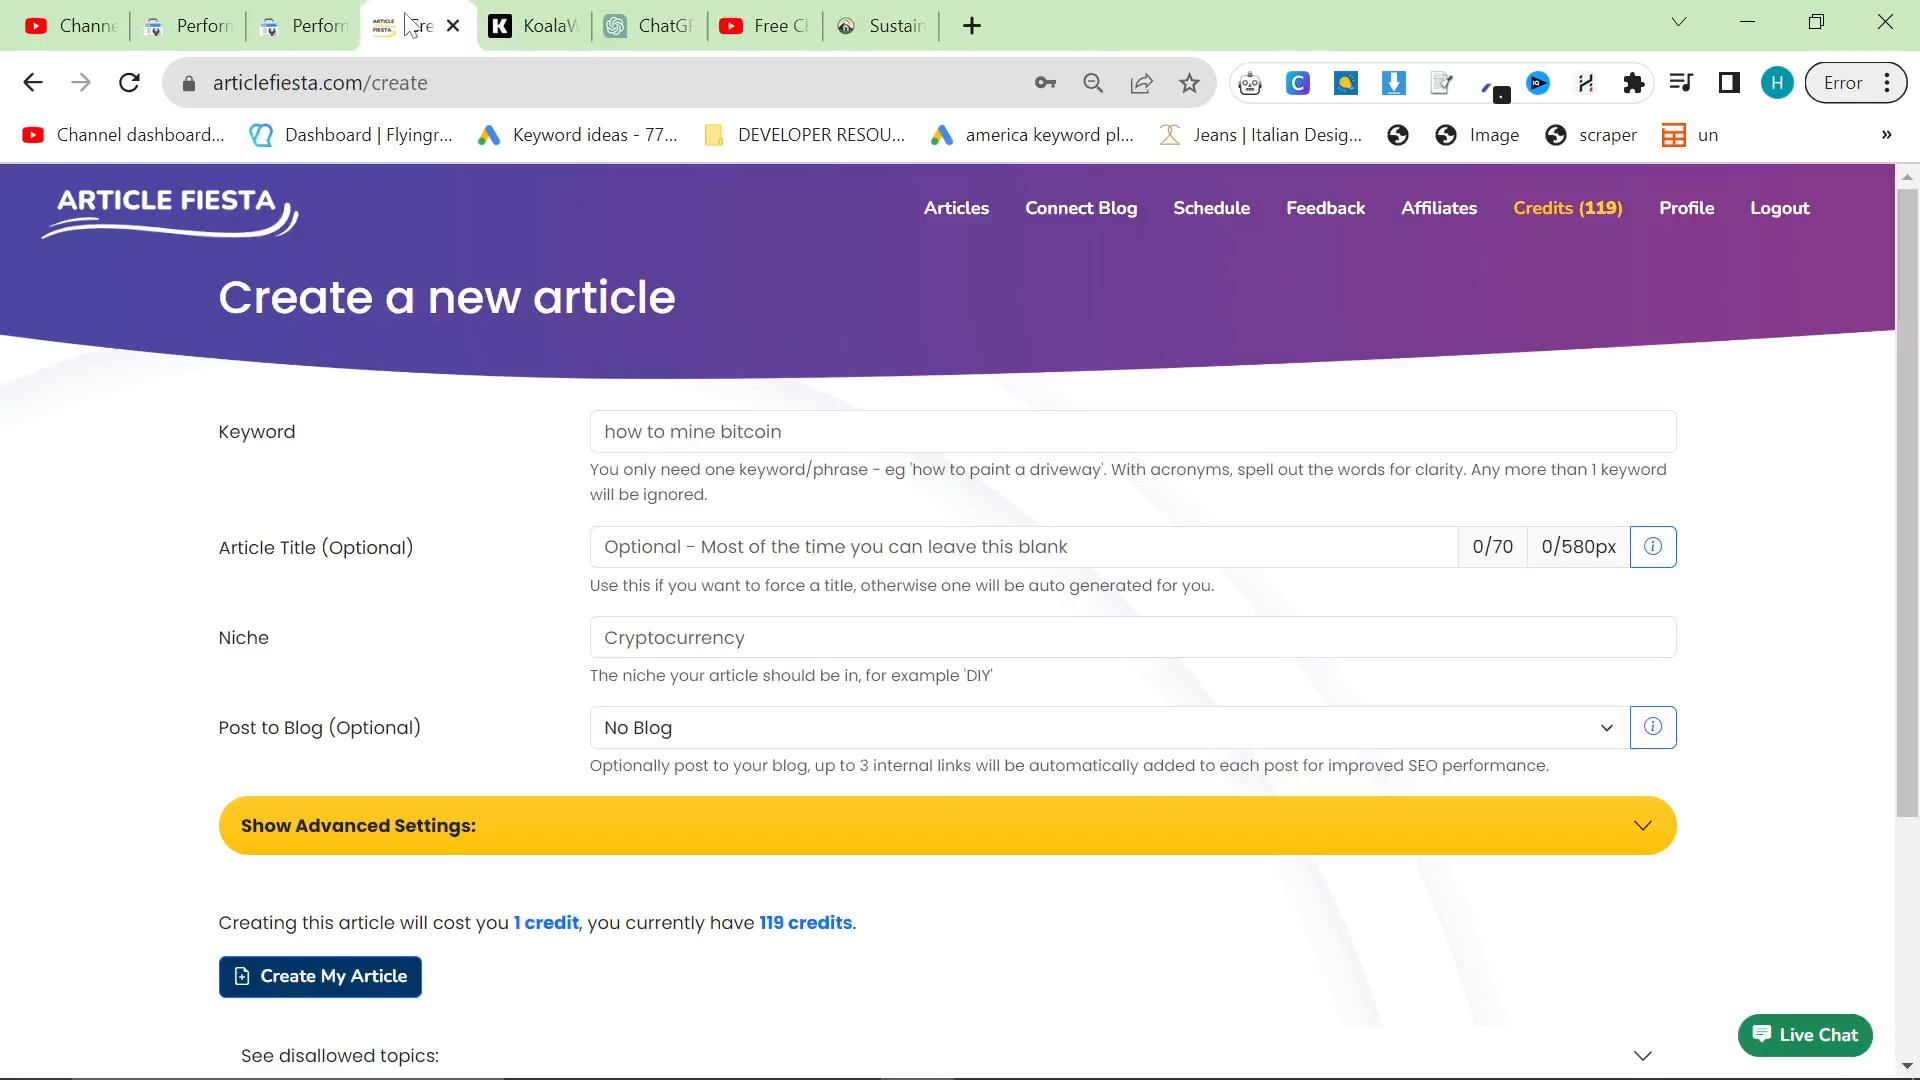 Channe
Perform
Perform
ARTICLE
FIESTA
Cre
K
KoalaW
ChatGP
Free Ch
Sustain
articlefiesta.com/create
C
H
Error
Channel dashboard...
Dashboard | Flyingr...
Keyword ideas - 77...
DEVELOPER RESOU...
america keyword pl...
Jeans | Italian Desig...
Image
scraper
un
»
ARTICLE FIESTA
Articles
Connect Blog
Schedule
Feedback
Affiliates
Credits (119)
Profile
Logout
Create a new article
Keyword
how to mine bitcoin
You only need one keyword/phrase - eg 'how to paint a driveway'. With acronyms, spell out the words for clarity. Any more than 1 keyword
will be ignored.
Article Title (Optional)
Optional - Most of the time you can leave this blank
0/70
0/580px
Use this if you want to force a title, otherwise one will be auto generated for you.
Niche
Cryptocurrency
The niche your article should be in, for example 'DIY'
Post to Blog (Optional)
No Blog
Optionally post to your blog, up to 3 internal links will be automatically added to each post for improved SEO performance.
Show Advanced Settings:
Creating this article will cost you 1 credit, you currently have 119 credits.
Create My Article
Live Chat
See disallowed topics: